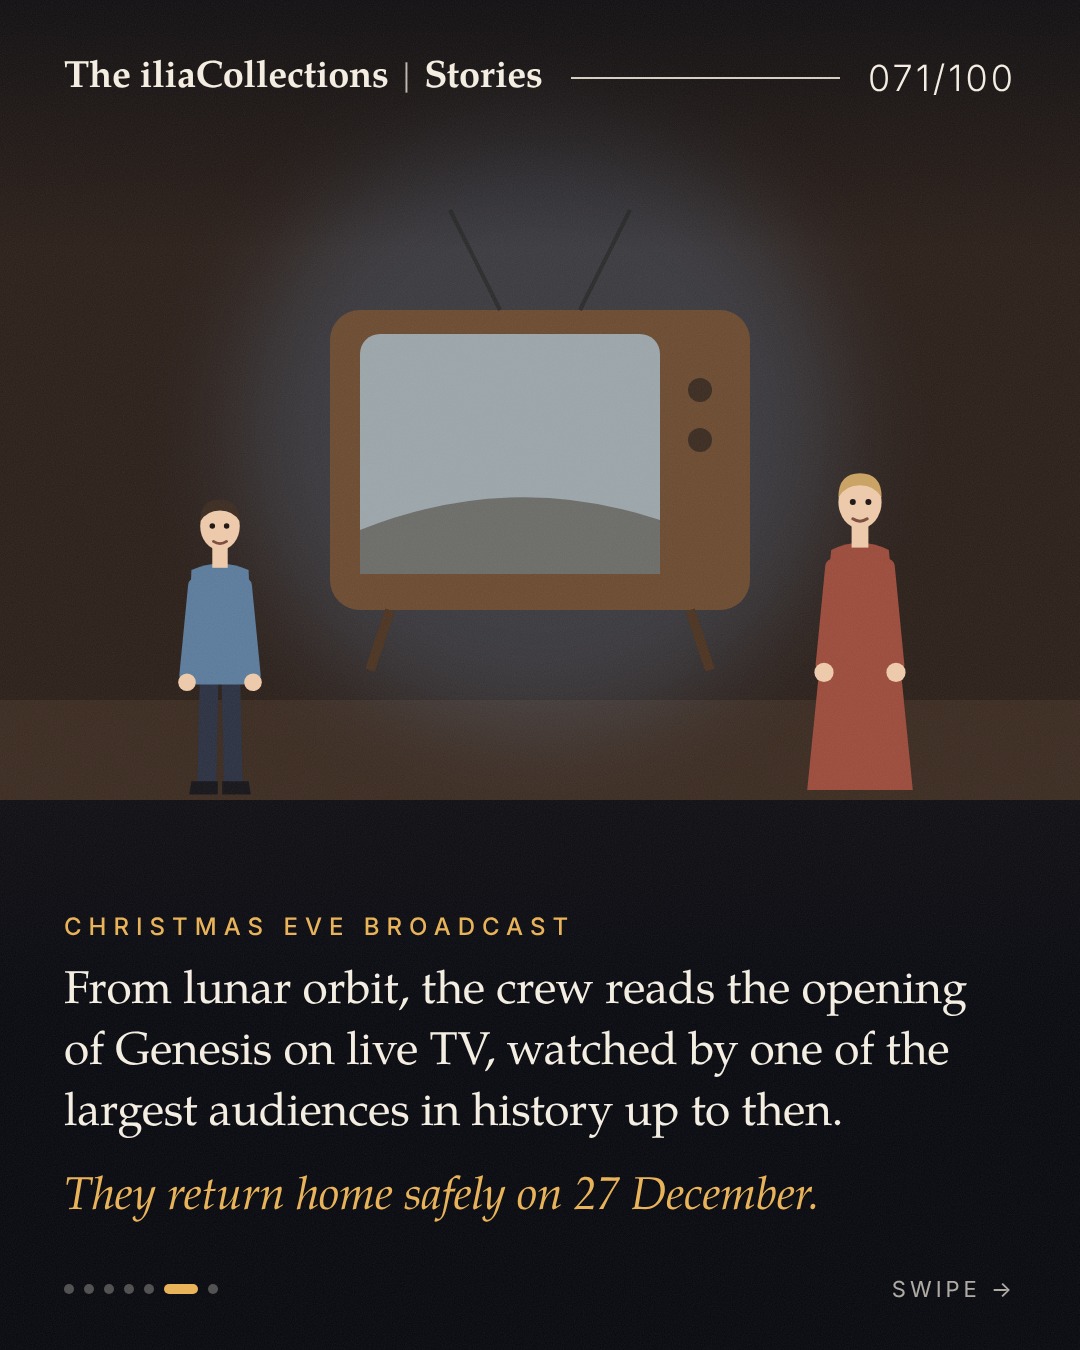 The iliaCollections | Stories 071/100
CHRISTMAS EVE BROADCAST
From lunar orbit, the crew reads the opening
of Genesis on live TV, watched by one of the
largest audiences in history up to then.
They return home safely on 27 December.
SWIPE →